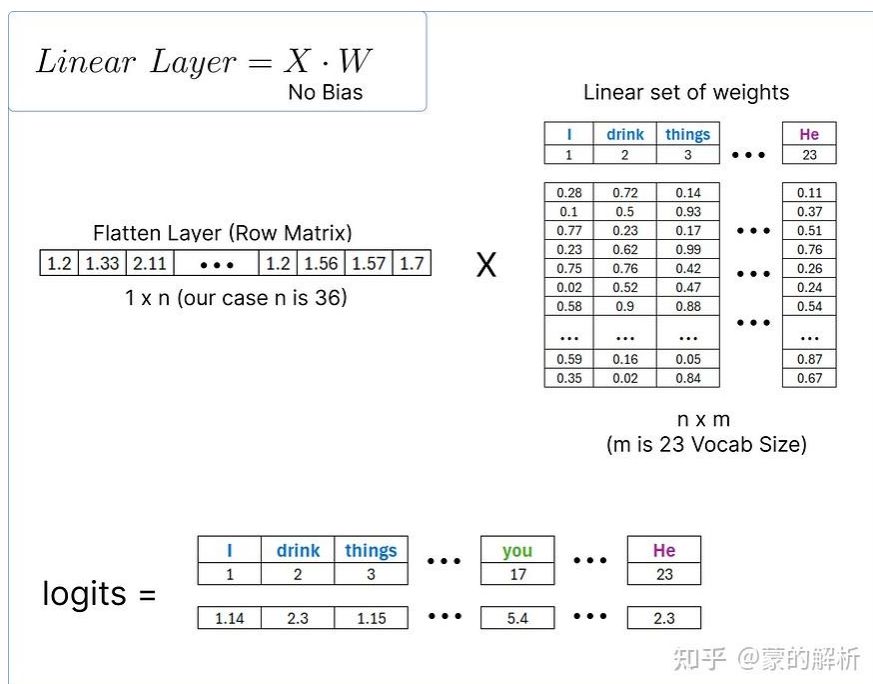 Linear Layer = X · W
No Bias
Linear set of weights
I drink things ••• He
1 2 3 23
0.28 0.72 0.14 0.11
0.1 0.5 0.93 0.37
0.77 0.23 0.17 ••• 0.51
0.23 0.62 0.99 0.76
0.75 0.76 0.42 ••• 0.26
0.02 0.52 0.47 0.24
0.58 0.9 0.88 ••• 0.54
... ... ... ...
0.59 0.16 0.05 0.87
0.35 0.02 0.84 0.67
n x m
(m is 23 Vocab Size)
Flatten Layer (Row Matrix)
1.2 1.33 2.11 ••• 1.2 1.56 1.57 1.7
X
1 x n (our case n is 36)
logits =
I drink things ••• you ••• He
1 2 3 17 23
1.14 2.3 1.15 ••• 5.4 ••• 2.3
知乎 @蒙的解析